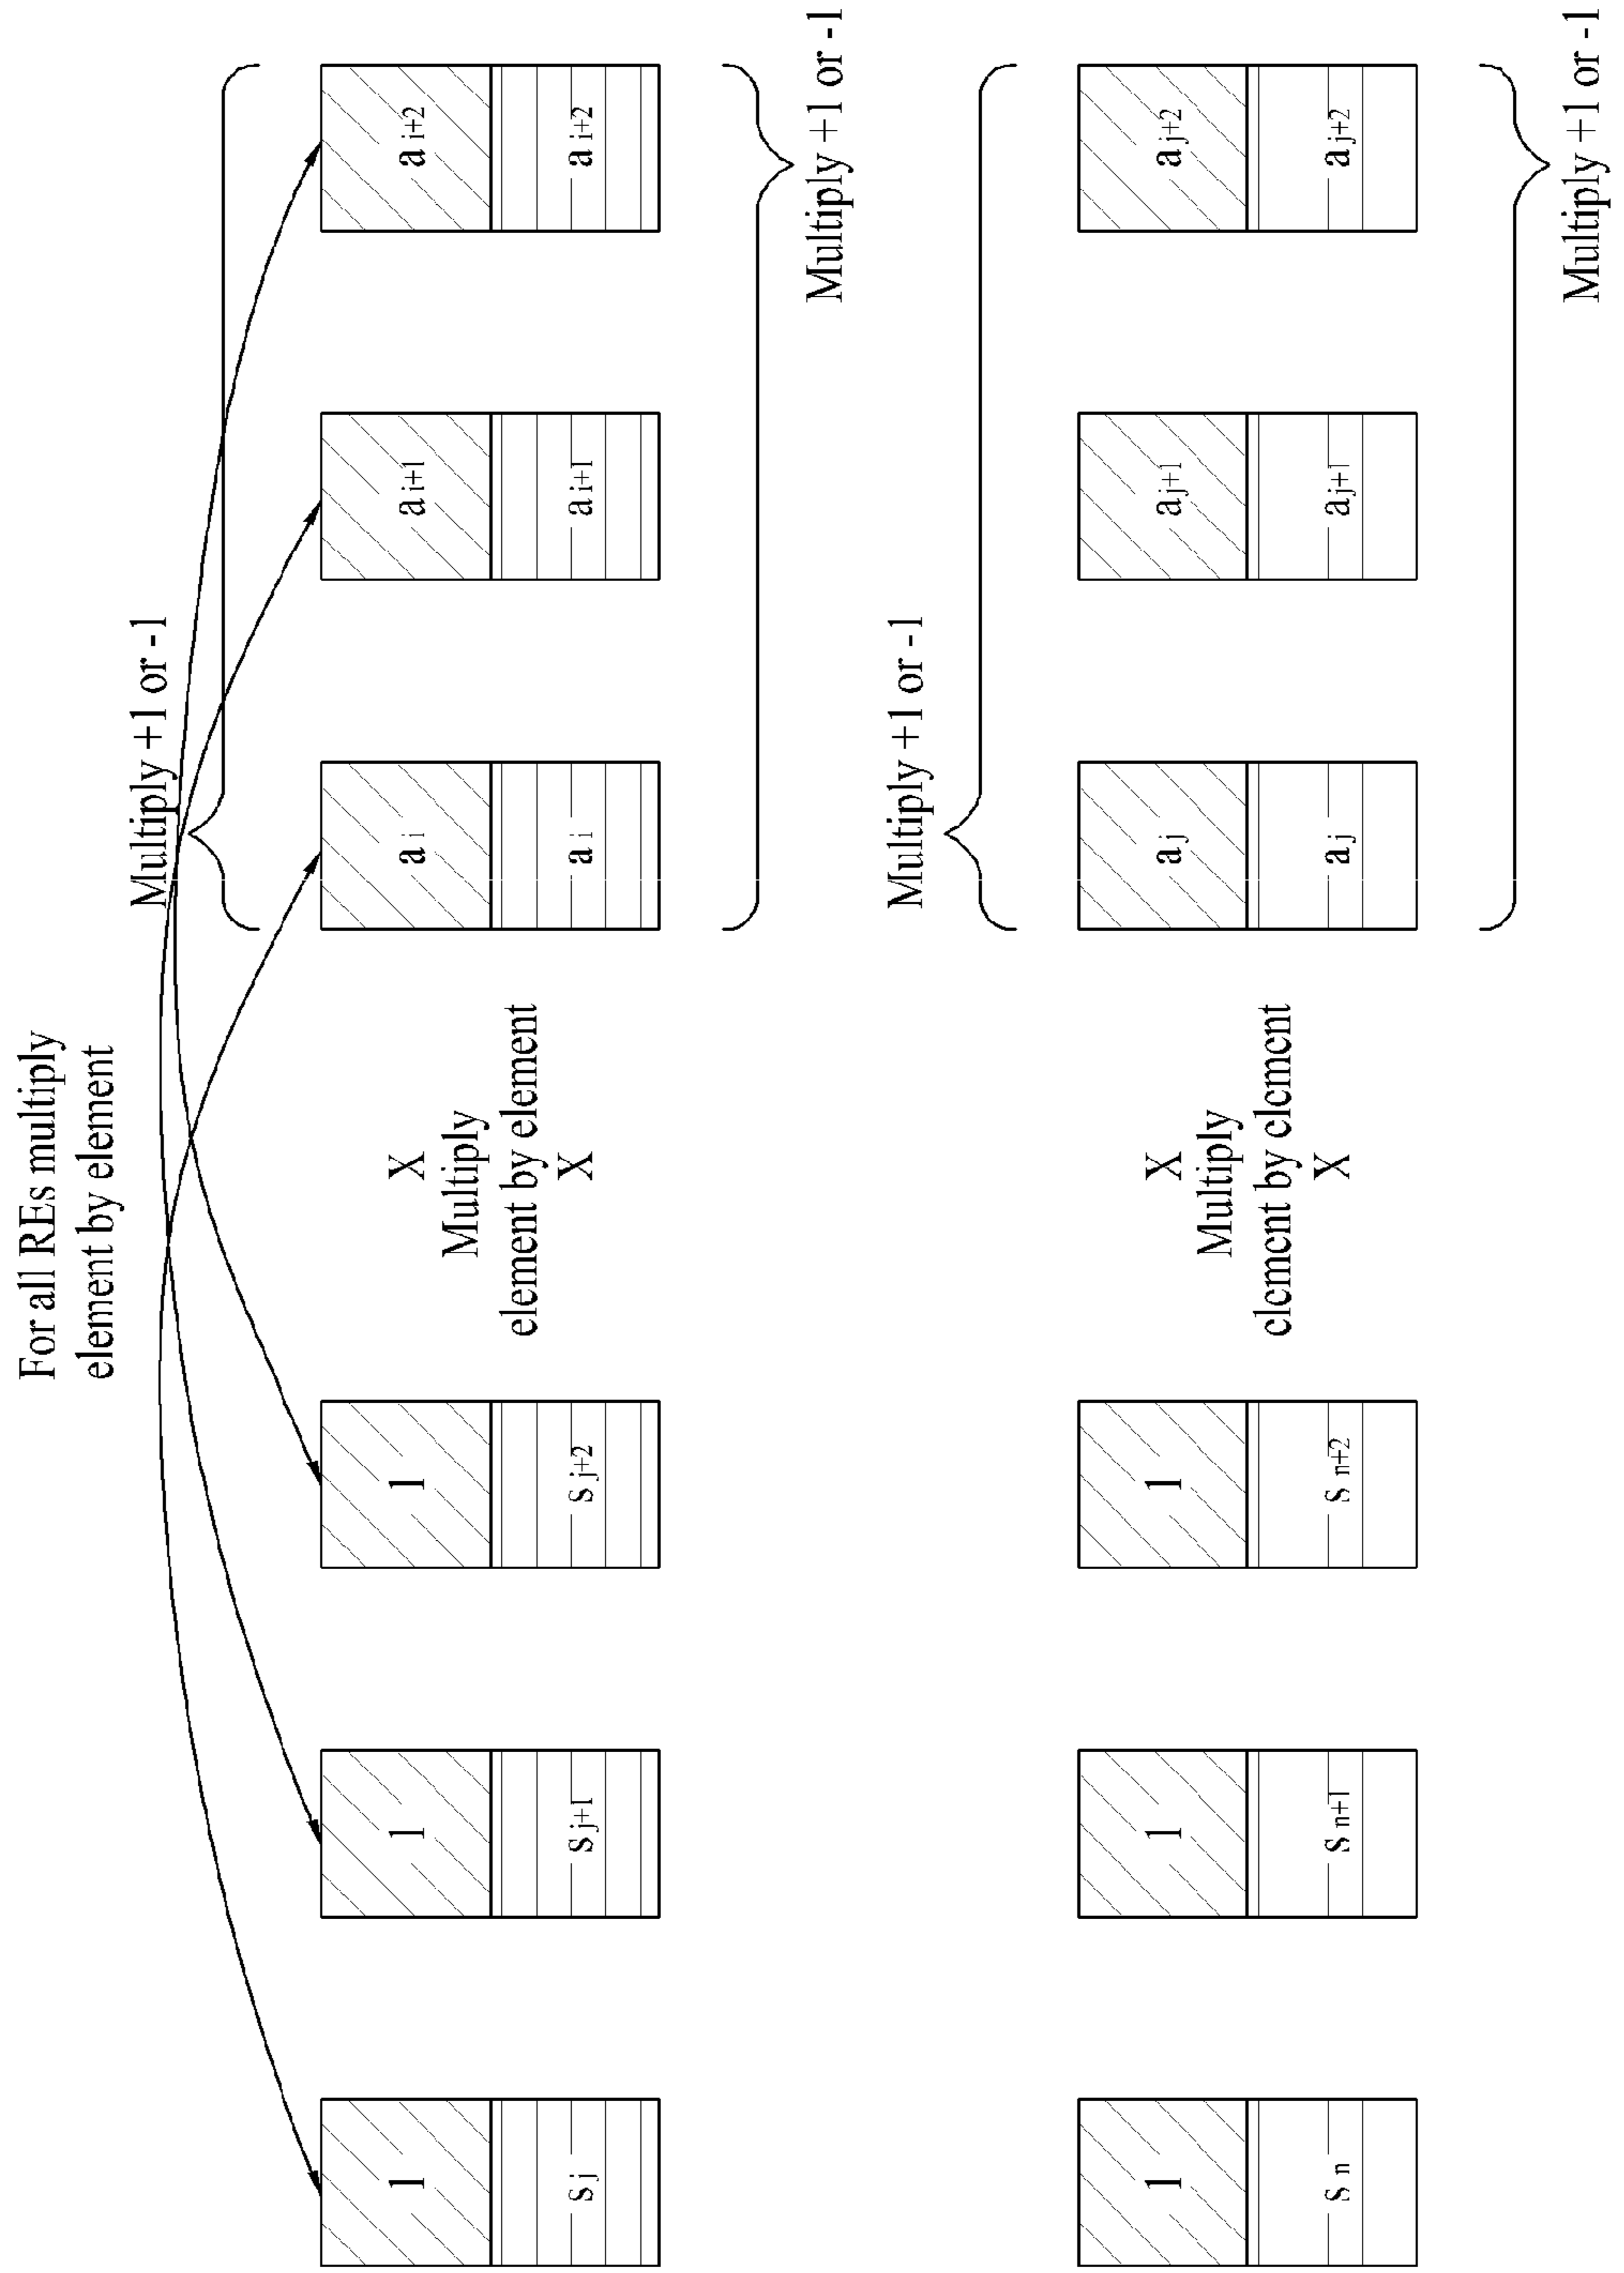 For all REs multiply
element by element
Multiply +1 or -1
1 1 1 X a i a i+1 a i+2
Multiply
element by element
s j s j+1 s j+2 X a i a i+1 a i+2
Multiply +1 or -1
Multiply +1 or -1
1 1 1 X a j a j+1 a j+2
Multiply
element by element
s n s n+1 s n+2 X a j a j+1 a j+2
Multiply +1 or -1